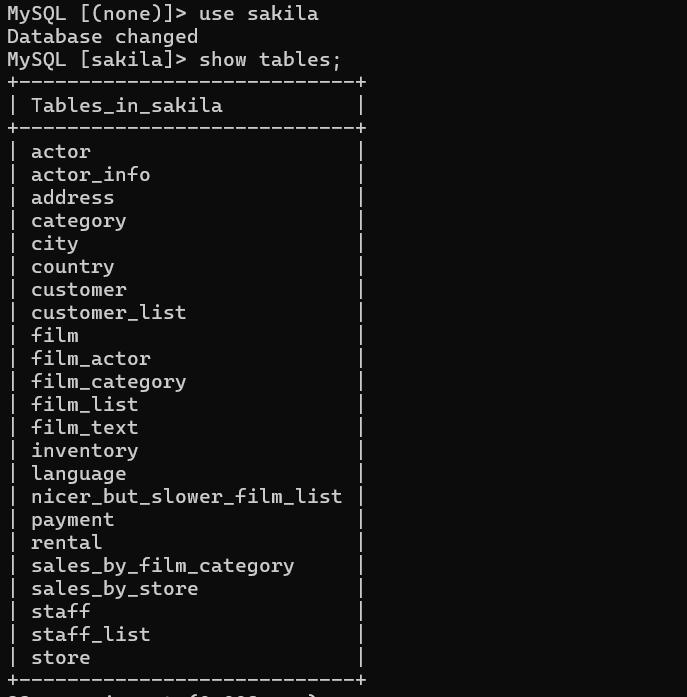 MySQL [(none)]> use sakila
Database changed
MySQL [sakila]> show tables;
+----------------------------+
| Tables_in_sakila           |
+----------------------------+
| actor                      |
| actor_info                 |
| address                    |
| category                   |
| city                       |
| country                    |
| customer                   |
| customer_list              |
| film                       |
| film_actor                 |
| film_category              |
| film_list                  |
| film_text                  |
| inventory                  |
| language                   |
| nicer_but_slower_film_list |
| payment                    |
| rental                     |
| sales_by_film_category     |
| sales_by_store             |
| staff                      |
| staff_list                 |
| store                      |
+----------------------------+